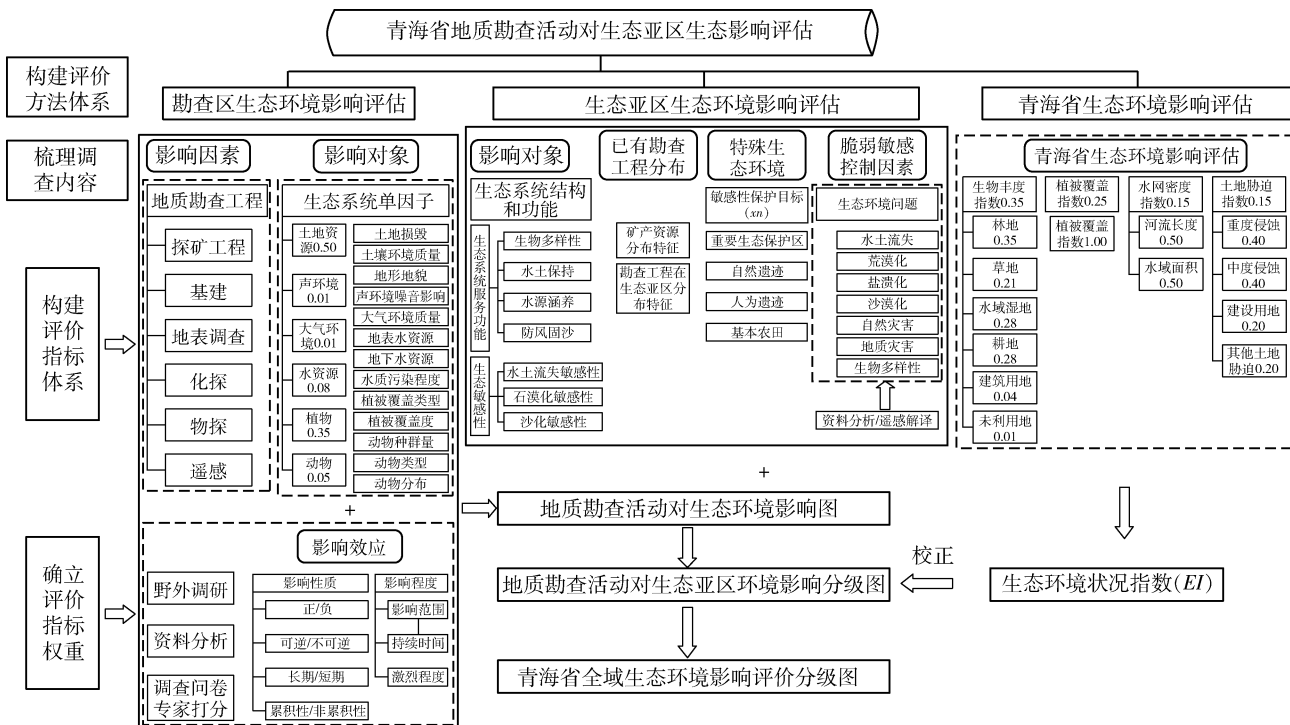 青海省地质勘查活动对生态亚区生态影响评估
构建评价
方法体系
勘查区生态环境影响评估
生态亚区生态环境影响评估
青海省生态环境影响评估
梳理调
查内容
构建
评价
指标
体系
确立
评价
指标
权重
影响因素
地质勘查工程
探矿工程
基建
地表调查
化探
物探
遥感
影响对象
生态系统单因子
土地资
源0.50
声环境
0.01
大气环
境0.01
水资源
0.08
植物
0.35
动物
0.05
土地损毁
土壤环境质量
地形地貌
声环境噪音影响
大气环境质量
地表水资源
地下水资源
水质污染程度
植被覆盖类型
植被覆盖度
动物种群量
动物类型
动物分布
+
影响效应
野外调研
资料分析
调查问卷
专家打分
影响性质
正/负
可逆/不可逆
长期/短期
累积性/非累积性
影响程度
影响范围
持续时间
激烈程度
影响对象
生态系统结构
和功能
生态系统服务功能
生物多样性
水土保持
水源涵养
防风固沙
生态敏感性
水土流失敏感性
石漠化敏感性
沙化敏感性
已有勘查
工程分布
矿产资源
分布特征
勘查工程在
生态亚区分
布特征
特殊生
态环境
敏感性保护目标
(xn)
重要生态保护区
自然遗迹
人为遗迹
基本农田
脆弱敏感
控制因素
生态环境问题
水土流失
荒漠化
盐渍化
沙漠化
自然灾害
地质灾害
生物多样性
资料分析/遥感解译
青海省生态环境影响评估
生物丰度
指数0.35
林地
0.35
草地
0.21
水域湿地
0.28
耕地
0.28
建筑用地
0.04
未利用地
0.01
植被覆盖
指数0.25
植被覆盖
指数1.00
水网密度
指数0.15
河流长度
0.50
水域面积
0.50
土地胁迫
指数0.15
重度侵蚀
0.40
中度侵蚀
0.40
建设用地
0.20
其他土地
胁迫0.20
+
地质勘查活动对生态环境影响图
地质勘查活动对生态亚区环境影响分级图
校正
生态环境状况指数(EI)
青海省全域生态环境影响评价分级图